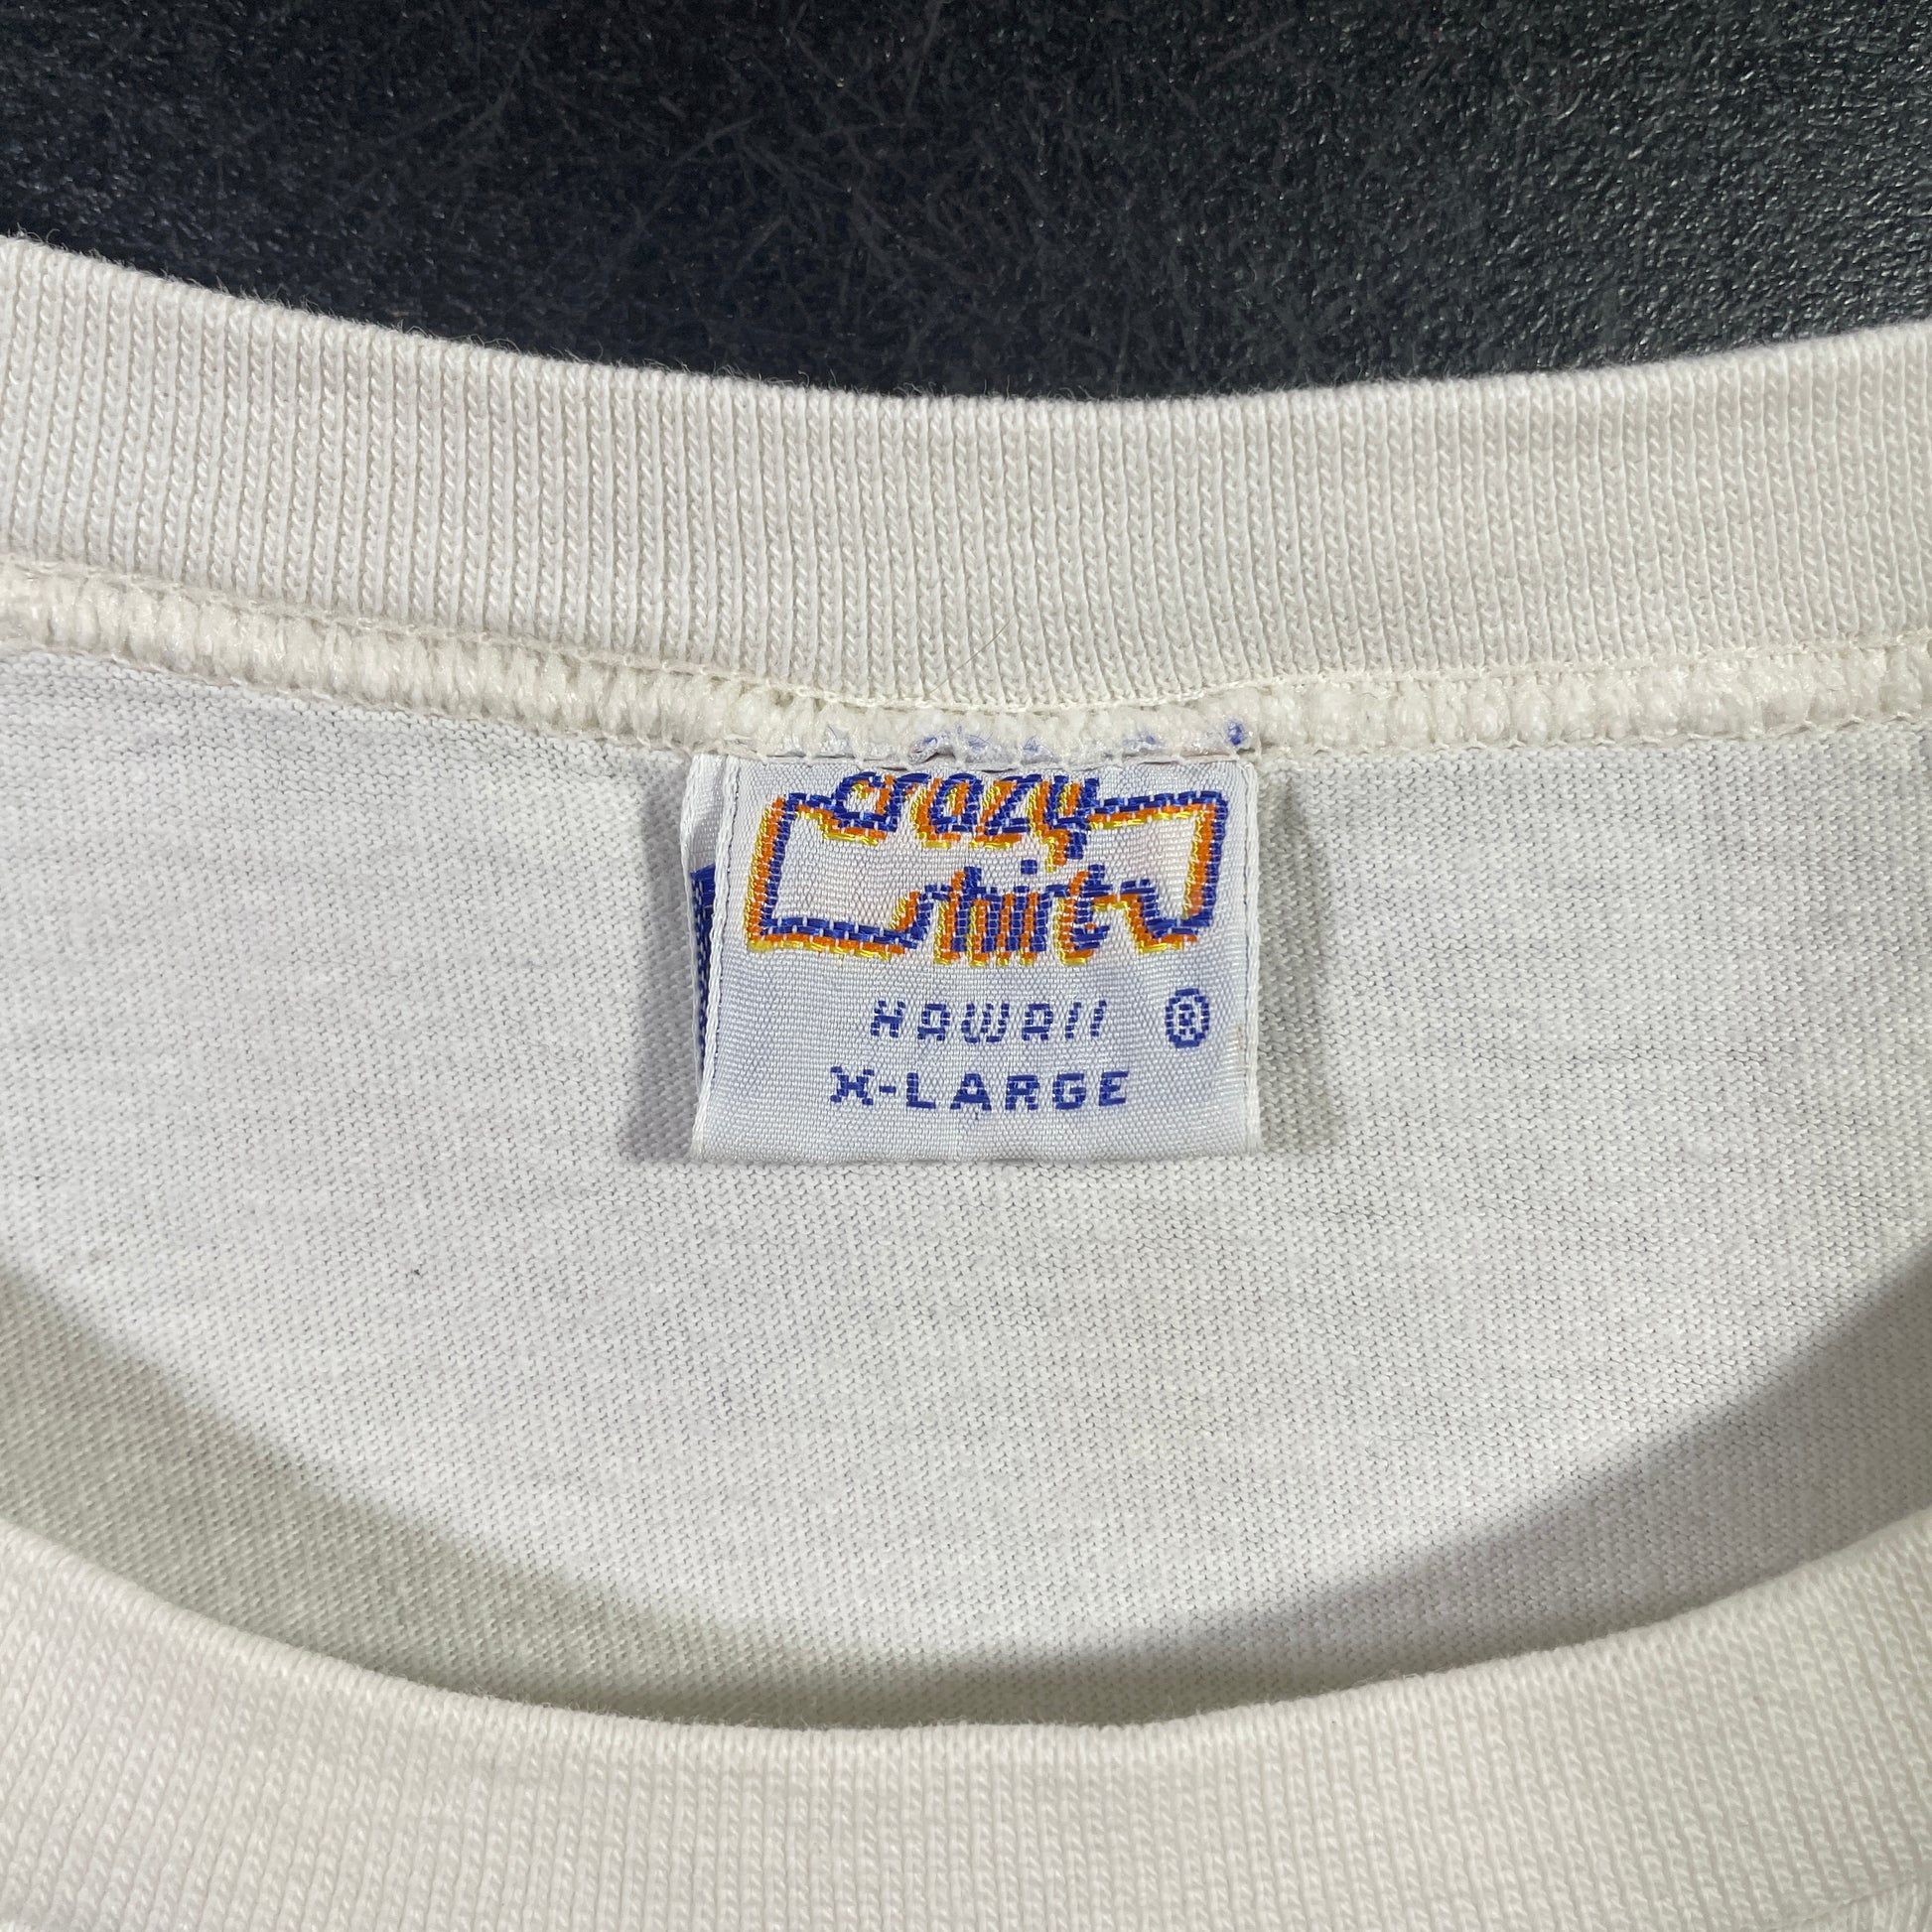 crazy
shirts
HAWAII ®
X-LARGE